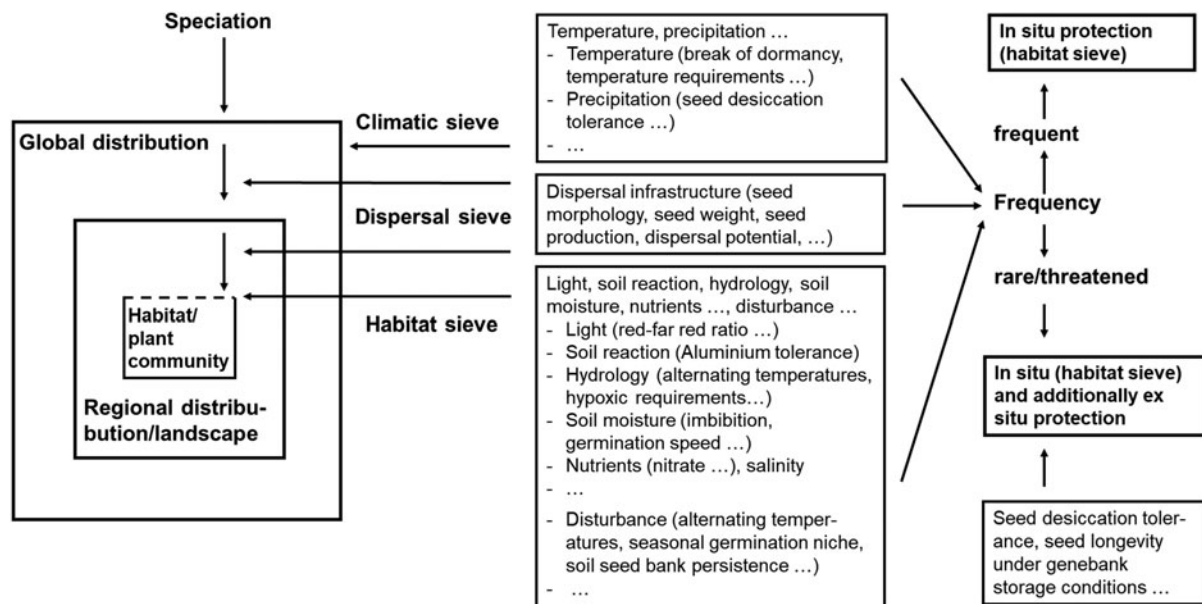 Speciation
Global distribution
Habitat/
plant
community
Regional distribu-
bution/landscape
Climatic sieve
Dispersal sieve
Habitat sieve
Temperature, precipitation ...
- Temperature (break of dormancy,
temperature requirements ...)
- Precipitation (seed desiccation
tolerance ...)
- ...
Dispersal infrastructure (seed
morphology, seed weight, seed
production, dispersal potential, ...)
Light, soil reaction, hydrology, soil
moisture, nutrients ..., disturbance ...
- Light (red-far red ratio ...)
- Soil reaction (Aluminium tolerance)
- Hydrology (alternating temperatures,
hypoxic requirements...)
- Soil moisture (imbibition,
germination speed ...)
- Nutrients (nitrate ...), salinity
- ...
- Disturbance (alternating temper-
atures, seasonal germination niche,
soil seed bank persistence ...)
- ...
In situ protection
(habitat sieve)
frequent
Frequency
rare/threatened
In situ (habitat sieve)
and additionally ex
situ protection
Seed desiccation toler-
ance, seed longevity
under genebank
storage conditions ...